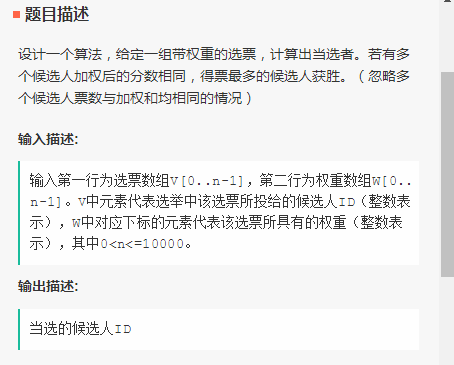 题目描述
设计一个算法，给定一组带权重的选票，计算出当选者。若有多
个候选人加权后的分数相同，得票最多的候选人获胜。（忽略多
个候选人票数与加权和均相同的情况）
输入描述:
输入第一行为选票数组V[0..n-1]，第二行为权重数组W[0..
n-1]。V中元素代表选举中该选票所投给的候选人ID（整数表
示），W中对应下标的元素代表该选票所具有的权重（整数表
示），其中0<n<=10000。
输出描述:
当选的候选人ID